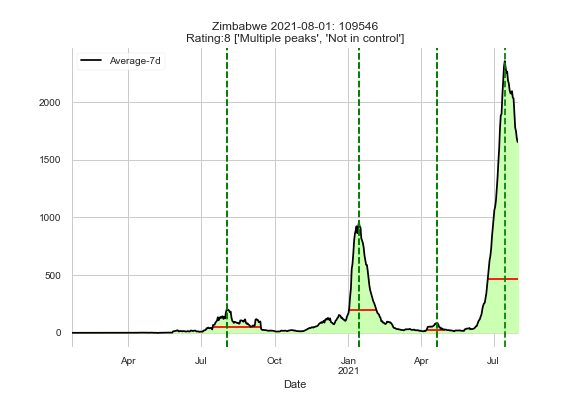 Zimbabwe 2021-08-01: 109546
Rating:8 ['Multiple peaks', 'Not in control']
Average-7d
2000
1500
1000
500
0
Apr
Jul
Oct
Jan
2021
Apr
Jul
Date